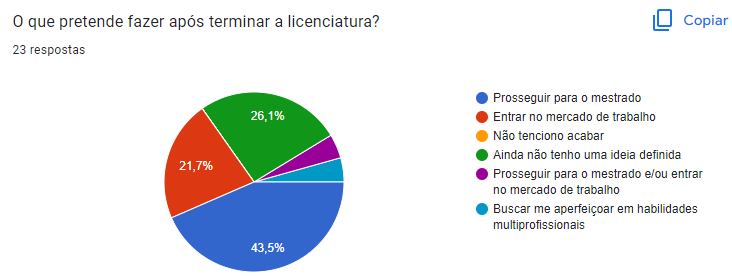 O que pretende fazer após terminar a licenciatura?
Copiar
23 respostas
26,1%
21,7%
43,5%
Prosseguir para o mestrado
Entrar no mercado de trabalho
Não tenciono acabar
Ainda não tenho uma ideia definida
Prosseguir para o mestrado e/ou entrar
no mercado de trabalho
Buscar me aperfeiçoar em habilidades
multiprofissionais